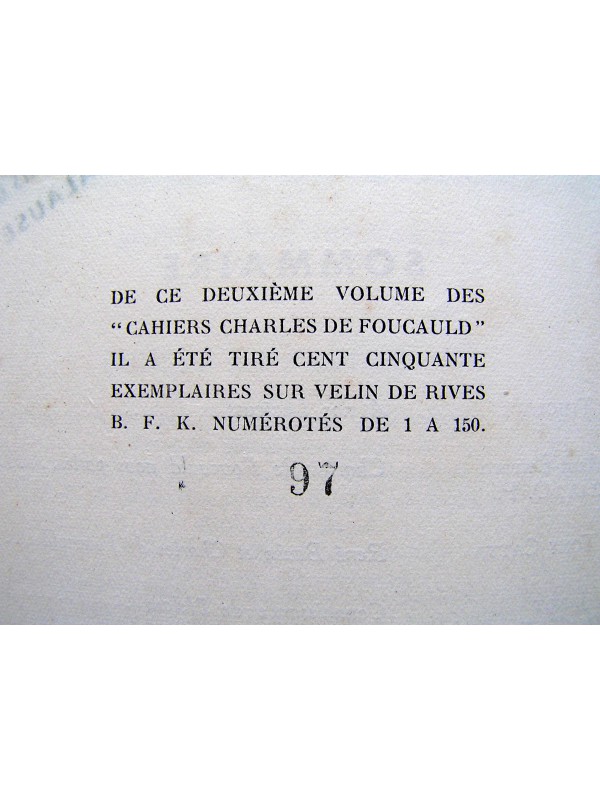 SOMMAIRE
DE CE DEUXIÈME VOLUME DES
"CAHIERS CHARLES DE FOUCAULD"
IL A ÉTÉ TIRÉ CENT CINQUANTE
EXEMPLAIRES SUR VELIN DE RIVES
B. F. K. NUMÉROTÉS DE 1 A 150.
97